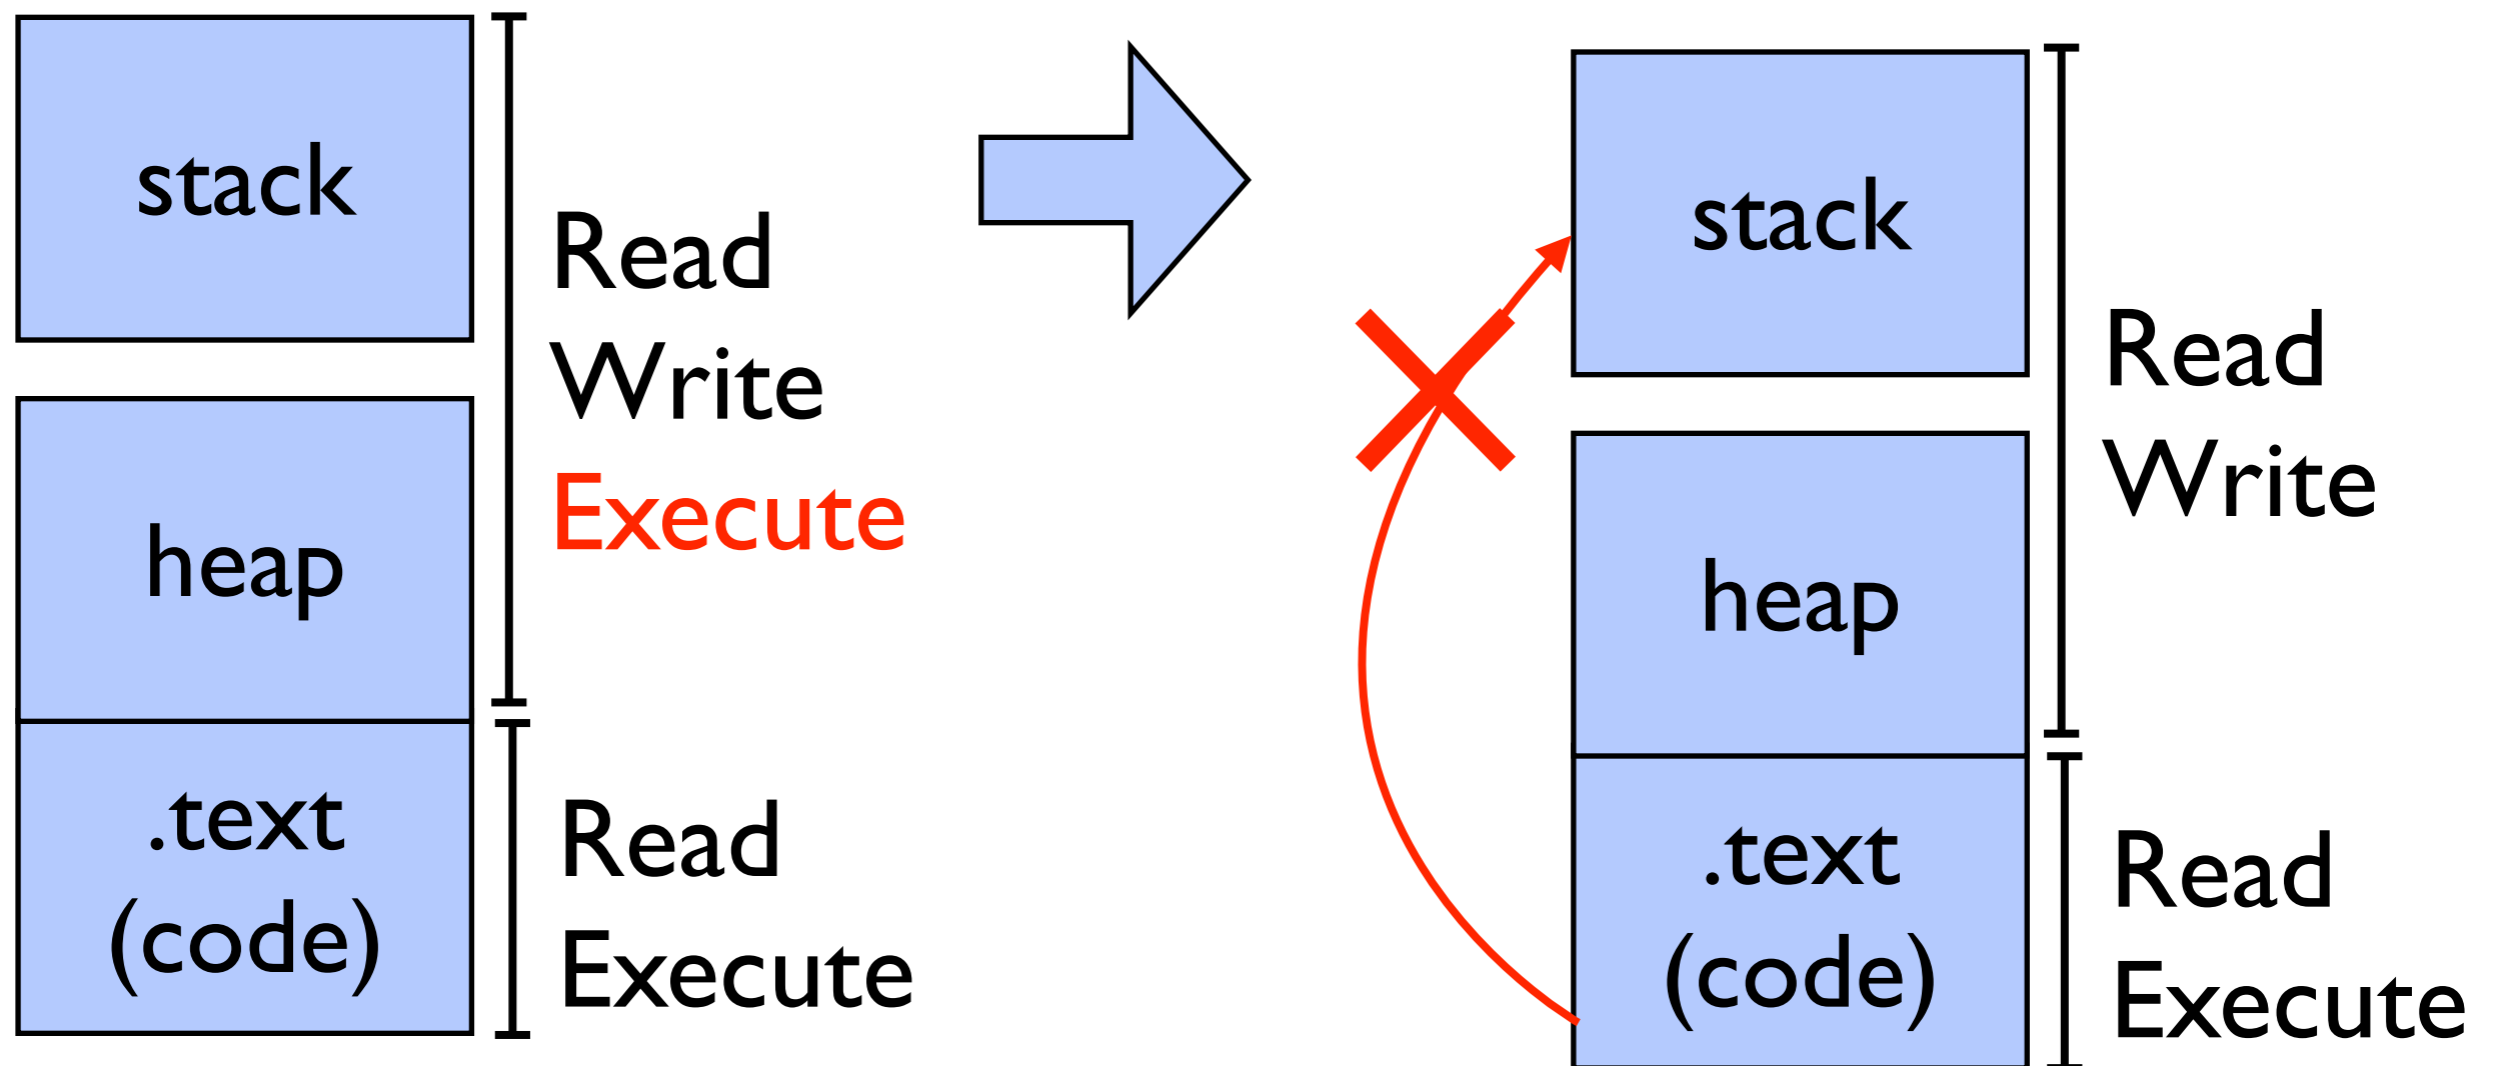 stack
heap
.text
(code)
Read
Write
Execute
Read
Execute
stack
heap
.text
(code)
Read
Write
Read
Execute